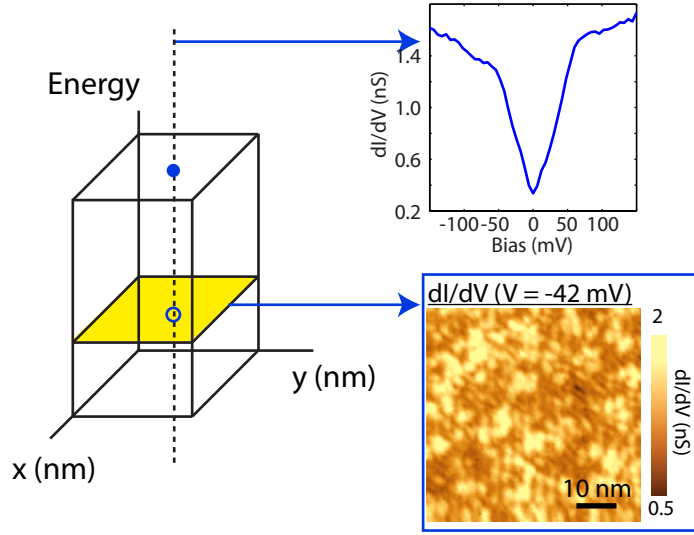 Energy
y (nm)
x (nm)
dI/dV (nS)
1.4
1.0
0.6
0.2
-100
-50
0
50
100
Bias (mV)
dI/dV (V = -42 mV)
2
dI/dV (nS)
0.5
10 nm